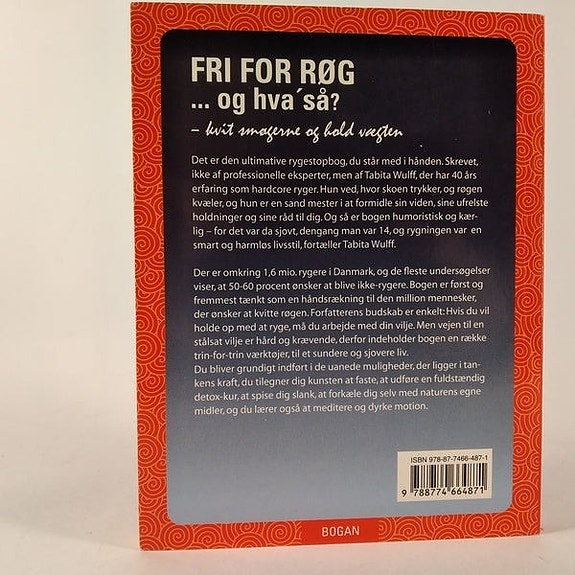 FRI FOR RØG
... og hva´så?
– kvit smøgerne og hold vægten
Det er den ultimative rygestopbog, du står med i hånden. Skrevet,
ikke af professionelle eksperter, men af Tabita Wulff, der har 40 års
erfaring som hardcore ryger. Hun ved, hvor skoen trykker, og røgen
kvæler, og hun er en sand mester i at formidle sin viden, sine ufrelste
holdninger og sine råd til dig. Og så er bogen humoristisk og kær-
lig – for det var da sjovt, dengang man var 14, og rygningen var en
smart og harmløs livsstil, fortæller Tabita Wulff.
Der er omkring 1,6 mio. rygere i Danmark, og de fleste undersøgelser
viser, at 50-60 procent ønsker at blive ikke-rygere. Bogen er først og
fremmest tænkt som en håndsrækning til den million mennesker,
der ønsker at kvitte røgen. Forfatterens budskab er enkelt: Hvis du vil
holde op med at ryge, må du arbejde med din vilje. Men vejen til en
stålsat vilje er hård og krævende, derfor indeholder bogen en række
trin-for-trin værktøjer, til et sundere og sjovere liv.
Du bliver grundigt indført i de uanede muligheder, der ligger i tan-
kens kraft, du tilegner dig kunsten at faste, at udføre en fuldstændig
detox-kur, at spise dig slank, at forkæle dig selv med naturens egne
midler, og du lærer også at meditere og dyrke motion.
ISBN 978-87-7466-487-1
9 788774 664871
BOGAN